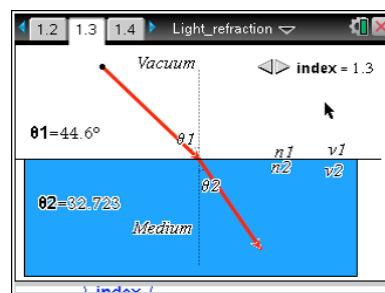 1.2 1.3 1.4 Light_refraction
Vacuum index = 1.3
θ1=44.6° θ1
n1 v1
n2 v2
θ2
θ2=32.723
Medium
index